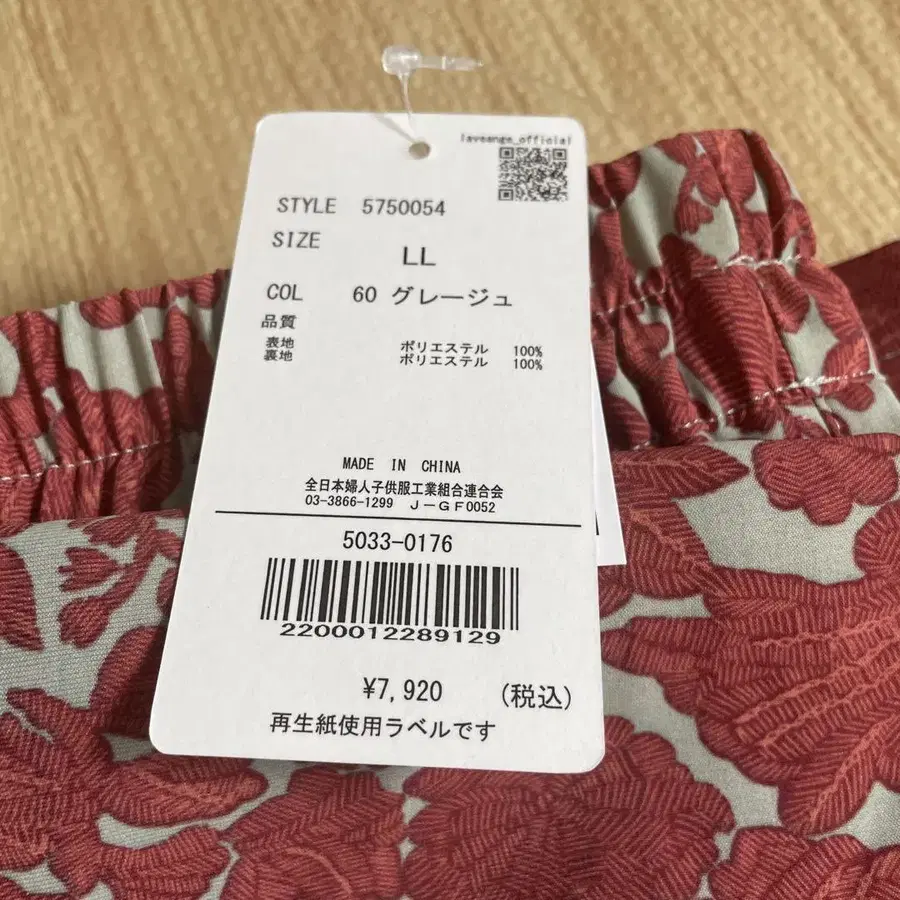 laveange_official
STYLE 5750054
SIZE LL
COL 60 グレージュ
品質
表地 ポリエステル 100%
裏地 ポリエステル 100%
MADE IN CHINA
全日本婦人子供服工業組合連合会
03-3866-1299 J-GF0052
5033-0176
2200012289129
¥7,920 (税込)
再生紙使用ラベルです